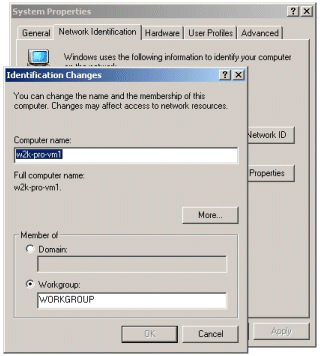 System Properties
General Network Identification Hardware User Profiles Advanced
Windows uses the following information to identify your computer
Identification Changes
You can change the name and the membership of this
computer. Changes may affect access to network resources.
Computer name:
w2k-pro-vm1
Network ID
Full computer name:
w2k-pro-vm1.
Properties
More...
Member of
Domain:
Workgroup:
WORKGROUP
OK Cancel Apply